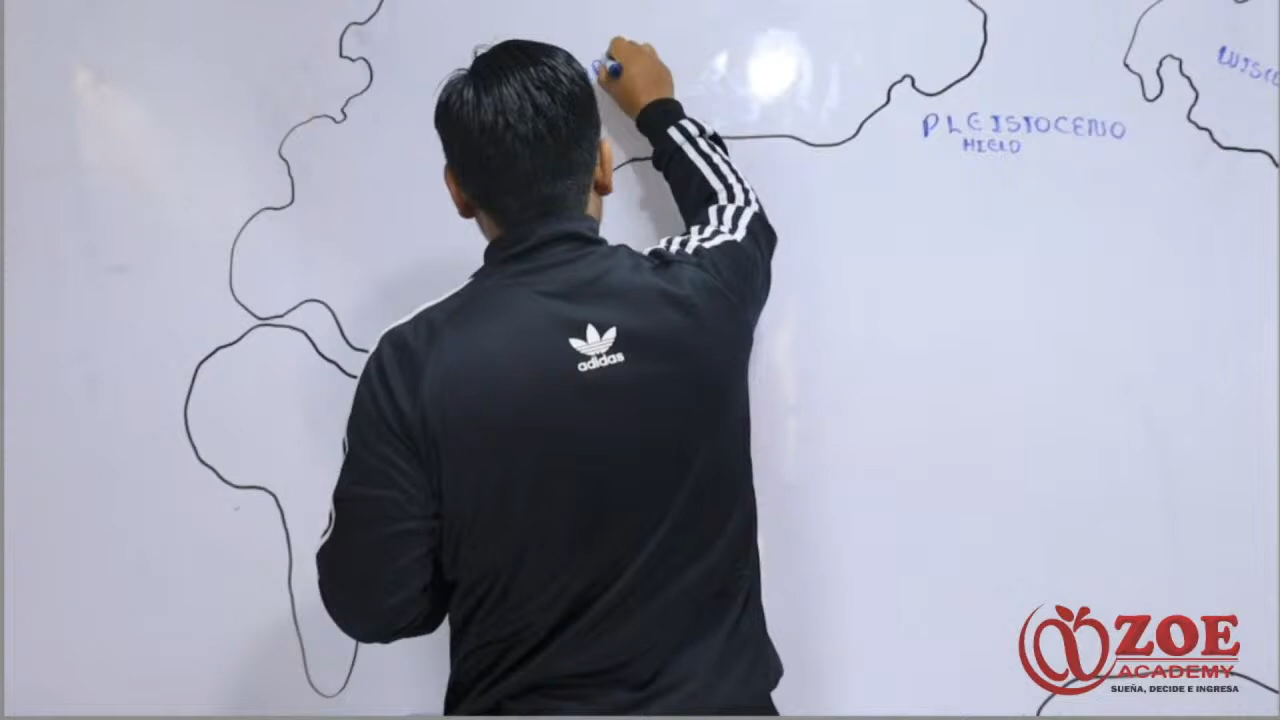 PLEISTOCENO
HIELO
adidas
ZOE
ACADEMY
SUEÑA, DECIDE E INGRESA